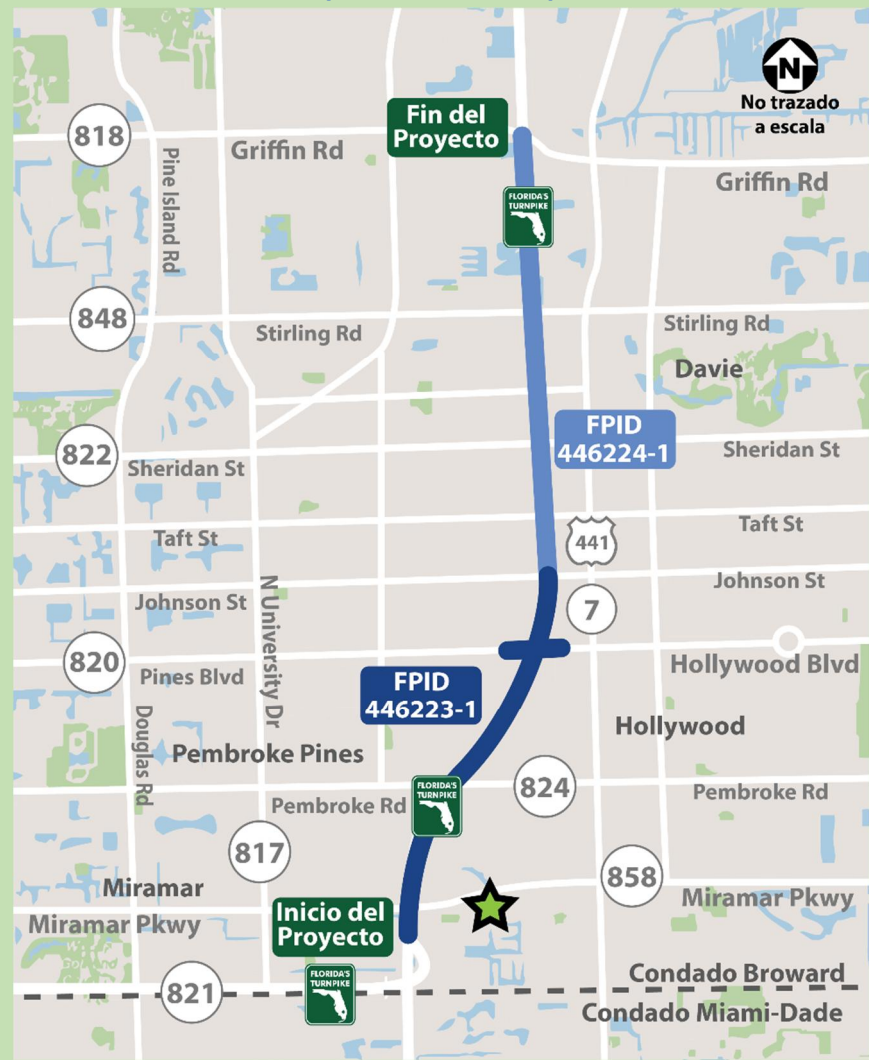 N
No trazado
a escala
Fin del
Proyecto
818
Griffin Rd
Griffin Rd
Pine Island Rd
FLORIDA'S
TURNPIKE
848
Stirling Rd
Stirling Rd
Davie
FPID
446224-1
822
Sheridan St
Sheridan St
Taft St
Taft St
441
Johnson St
Johnson St
7
N University Dr
820
Pines Blvd
Hollywood Blvd
FPID
446223-1
Hollywood
Douglas Rd
Pembroke Pines
824
Pembroke Rd
Pembroke Rd
FLORIDA'S
TURNPIKE
817
858
Miramar
Miramar Pkwy
Miramar Pkwy
Inicio del
Proyecto
FLORIDA'S
TURNPIKE
821
Condado Broward
Condado Miami-Dade